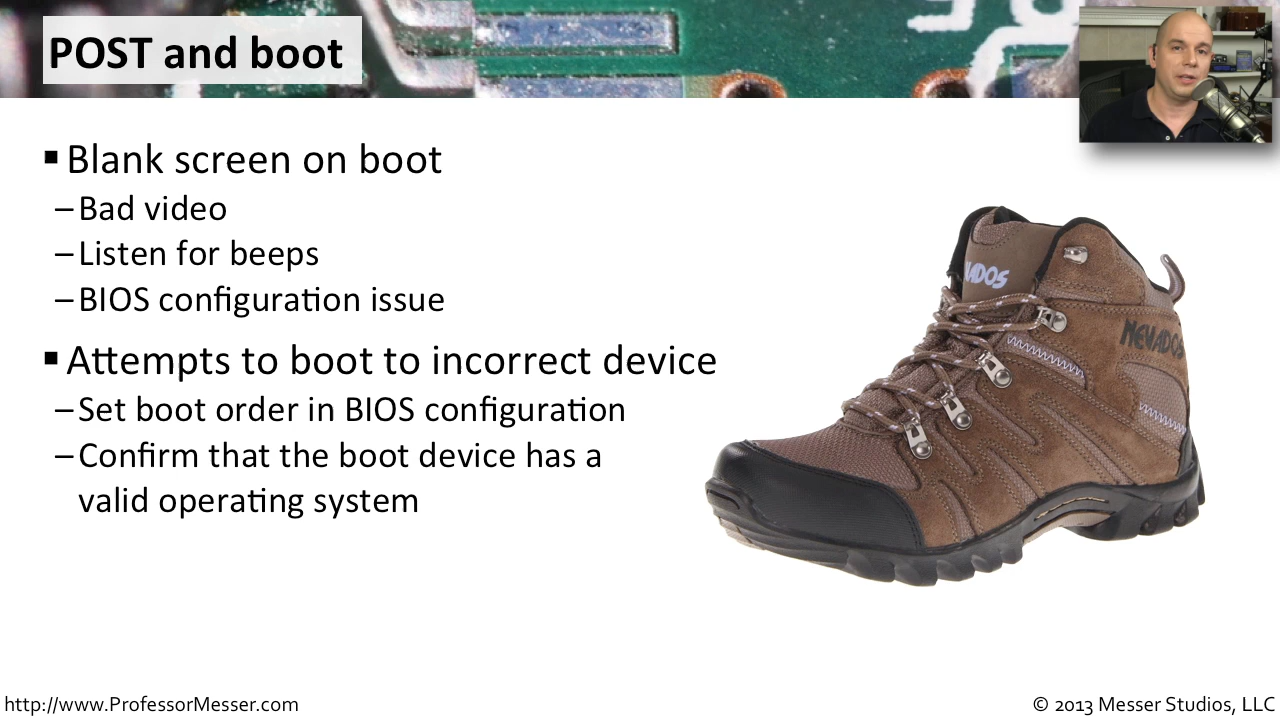 POST and boot
▪ Blank screen on boot
– Bad video
– Listen for beeps
– BIOS configuration issue
▪ Attempts to boot to incorrect device
– Set boot order in BIOS configuration
– Confirm that the boot device has a
valid operating system
NEVADOS
http://www.ProfessorMesser.com
© 2013 Messer Studios, LLC